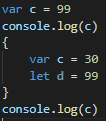 var c = 99
console.log(c)
{
    var c = 30
    let d = 99
}
console.log(c)